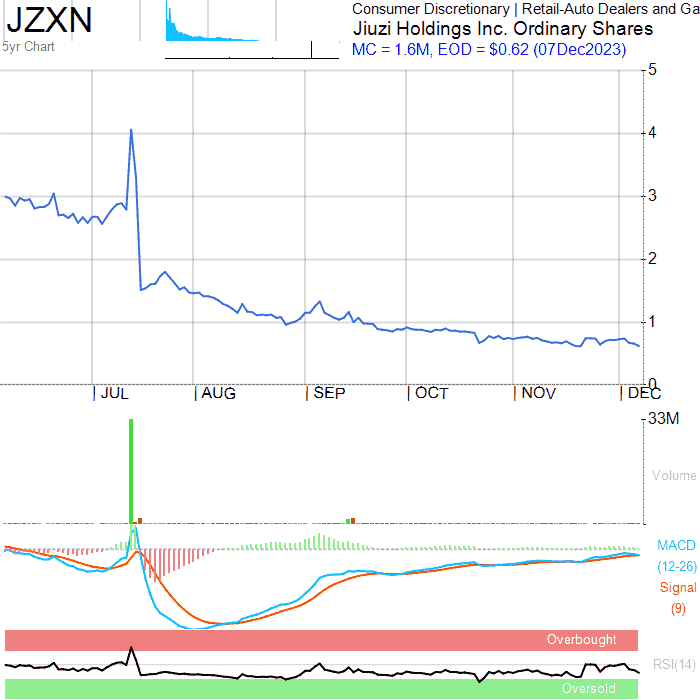 JZXN
5yr Chart
Consumer Discretionary | Retail-Auto Dealers and Ga
Jiuzi Holdings Inc. Ordinary Shares
MC = 1.6M, EOD = $0.62 (07Dec2023)
5
4
3
2
1
0
JUL
AUG
SEP
OCT
NOV
DEC
33M
Volume
MACD
(12-26)
Signal
(9)
Overbought
RSI(14)
Oversold